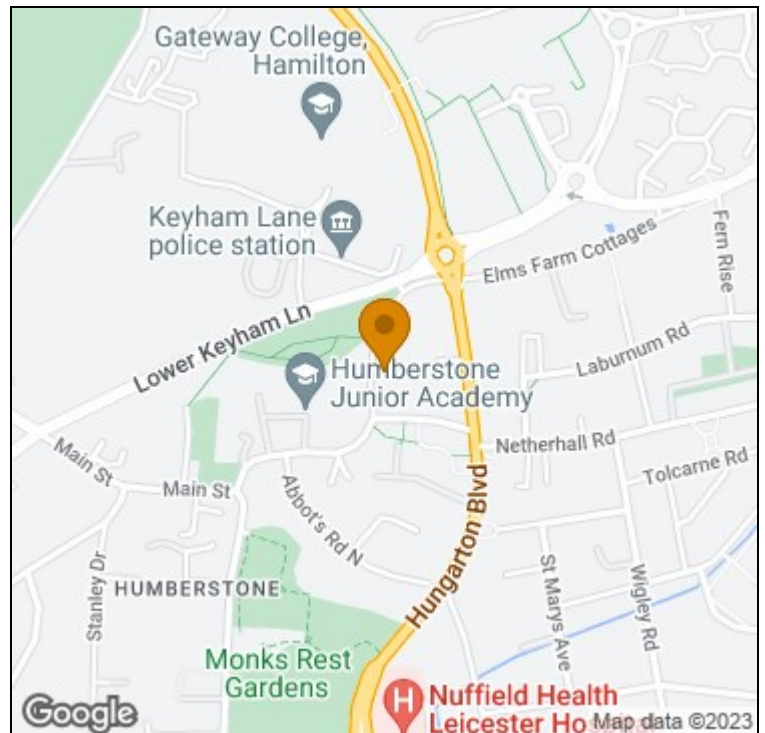 Gateway College,
Hamilton
Keyham Lane
police station
Elms Farm Cottages
Fern Rise
Lower Keyham Ln
Laburnum Rd
Humberstone
Junior Academy
Netherhall Rd
Main St
Main St
Tolcarne Rd
Abbot's Rd N
Hungarton Blvd
Stanley Dr
HUMBERSTONE
St Marys Ave
Wigley Rd
Monks Rest
Gardens
H
Nuffield Health
Leicester Ho
Google
Map data ©2023